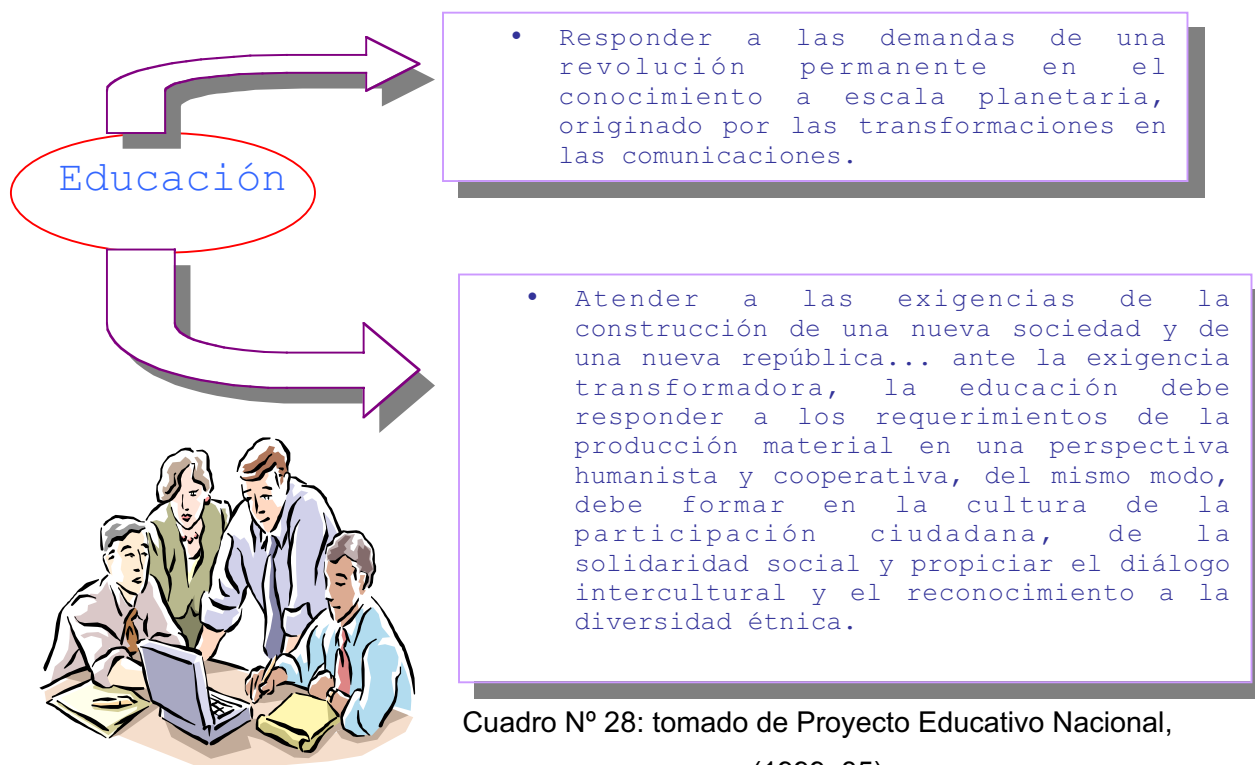 Educación
• Responder a las demandas de una
revolución permanente en el
conocimiento a escala planetaria,
originado por las transformaciones en
las comunicaciones.
• Atender a las exigencias de la
construcción de una nueva sociedad y de
una nueva república... ante la exigencia
transformadora, la educación debe
responder a los requerimientos de la
producción material en una perspectiva
humanista y cooperativa, del mismo modo,
debe formar en la cultura de la
participación ciudadana, de la
solidaridad social y propiciar el diálogo
intercultural y el reconocimiento a la
diversidad étnica.
Cuadro Nº 28: tomado de Proyecto Educativo Nacional,